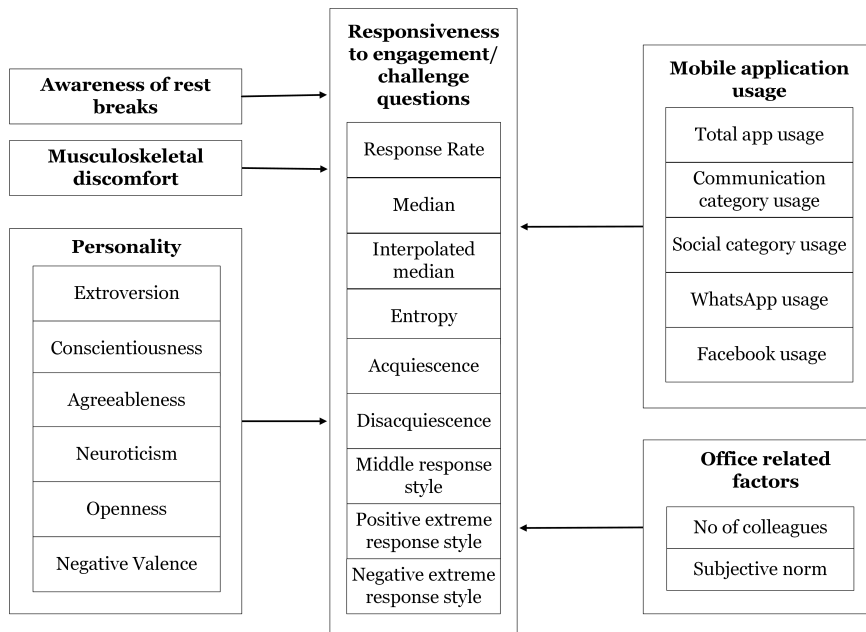 Awareness of rest
breaks
Musculoskeletal
discomfort
Personality
Extroversion
Conscientiousness
Agreeableness
Neuroticism
Openness
Negative Valence
Responsiveness
to engagement/
challenge
questions
Response Rate
Median
Interpolated
median
Entropy
Acquiescence
Disacquiescence
Middle response
style
Positive extreme
response style
Negative extreme
response style
Mobile application
usage
Total app usage
Communication
category usage
Social category usage
WhatsApp usage
Facebook usage
Office related
factors
No of colleagues
Subjective norm